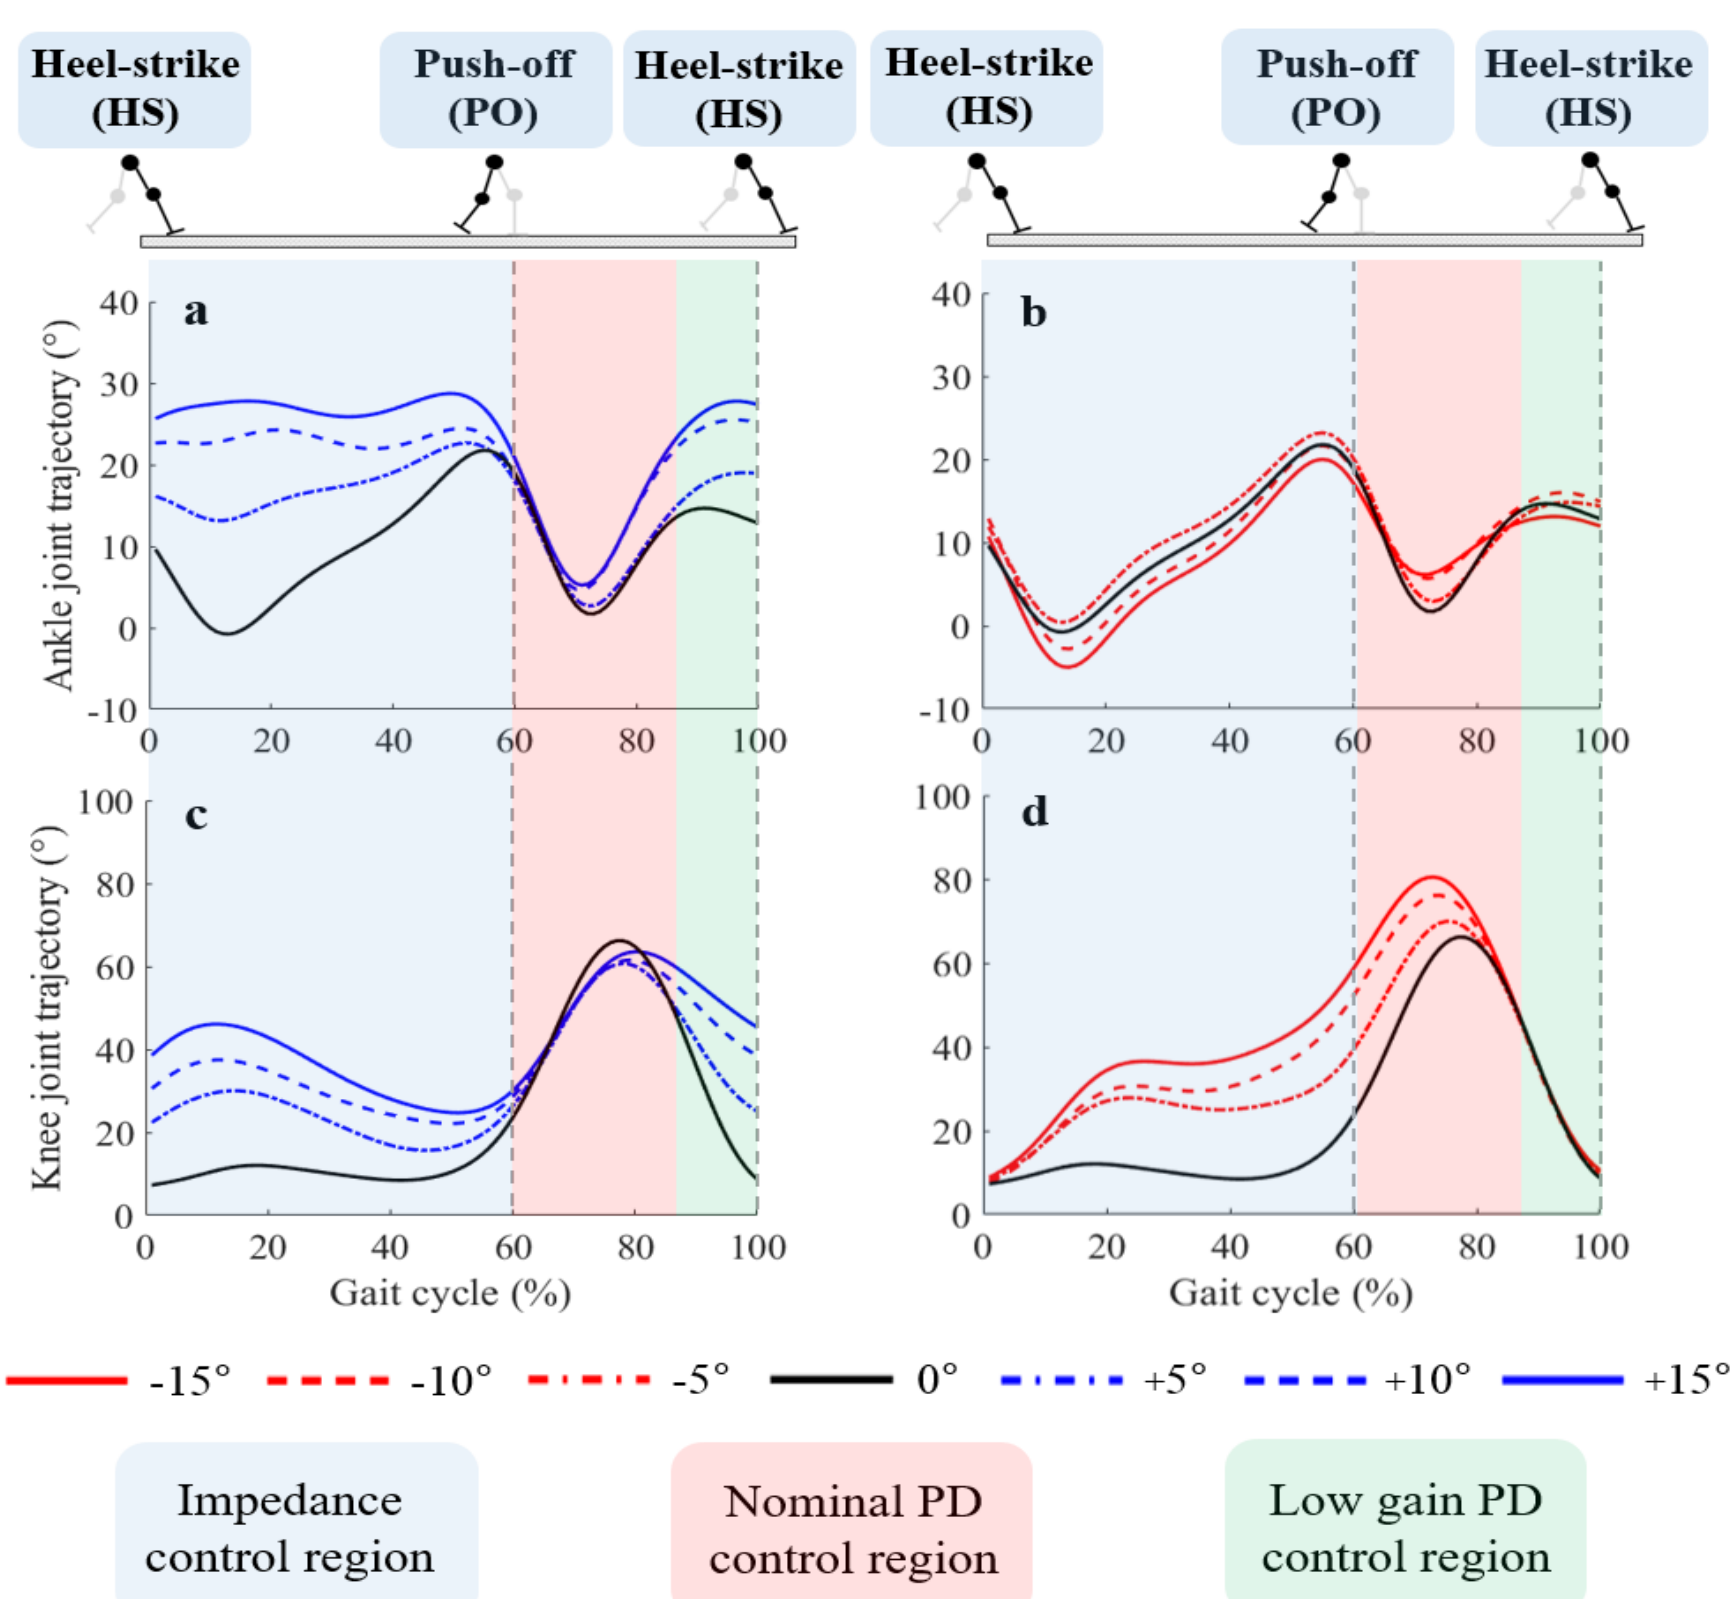 Heel-strike
(HS)
Push-off
(PO)
Heel-strike
(HS)
Heel-strike
(HS)
Push-off
(PO)
Heel-strike
(HS)
a
Ankle joint trajectory (°)
40
30
20
10
0
-10
0 20 40 60 80 100
b
40
30
20
10
0
-10
0 20 40 60 80 100
c
Knee joint trajectory (°)
100
80
60
40
20
0
0 20 40 60 80 100
Gait cycle (%)
d
100
80
60
40
20
0
0 20 40 60 80 100
Gait cycle (%)
-15° -10° -5° 0° +5° +10° +15°
Impedance
control region
Nominal PD
control region
Low gain PD
control region